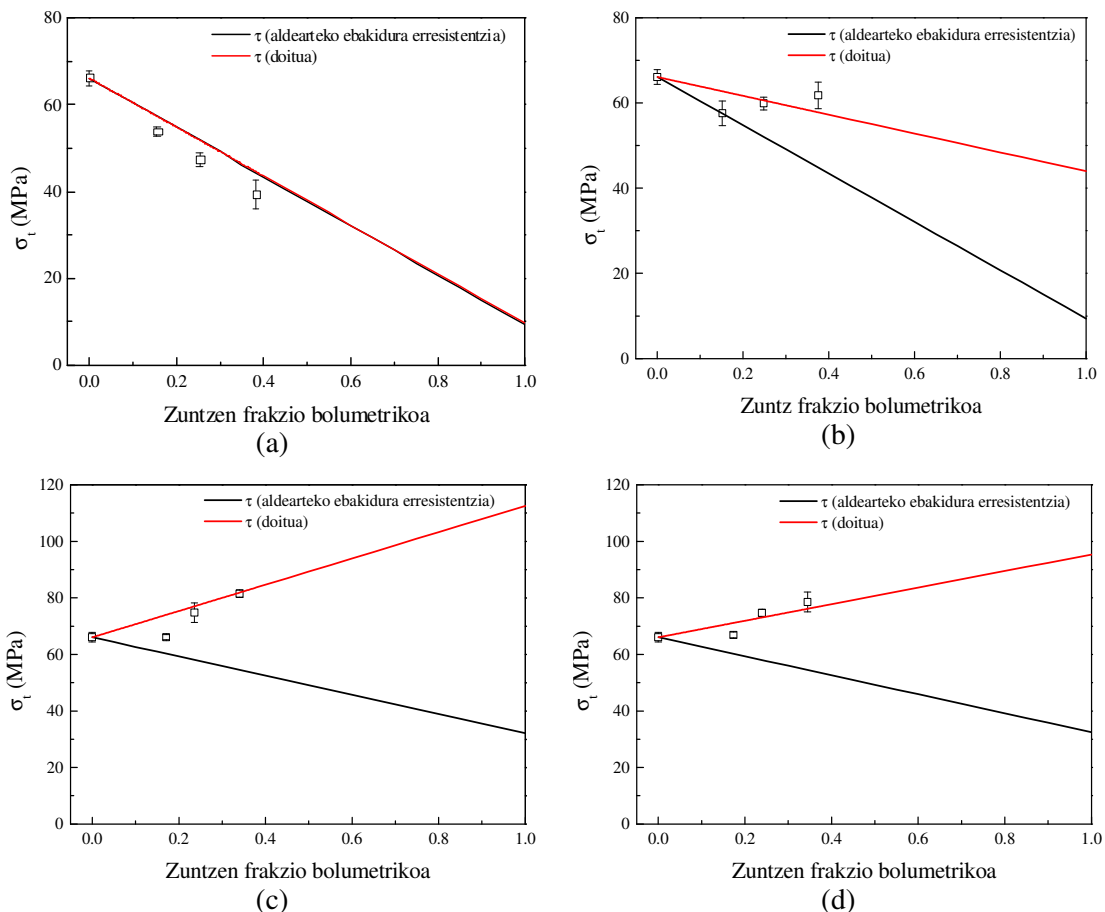 80
τ (aldearteko ebakidura erresistentzia)
τ (doitua)
60
40
20
0
σt (MPa)
0.0 0.2 0.4 0.6 0.8 1.0
Zuntzen frakzio bolumetrikoa
(a)
80
τ (aldearteko ebakidura erresistentzia)
τ (doitua)
60
40
20
0
σt (MPa)
0.0 0.2 0.4 0.6 0.8 1.0
Zuntz frakzio bolumetrikoa
(b)
120
τ (aldearteko ebakidura erresistentzia)
τ (doitua)
100
80
60
40
20
0
σt (MPa)
0.0 0.2 0.4 0.6 0.8 1.0
Zuntzen frakzio bolumetrikoa
(c)
120
τ (aldearteko ebakidura erresistentzia)
τ (doitua)
100
80
60
40
20
0
σt (MPa)
0.0 0.2 0.4 0.6 0.8 1.0
Zuntzen frakzio bolumetrikoa
(d)